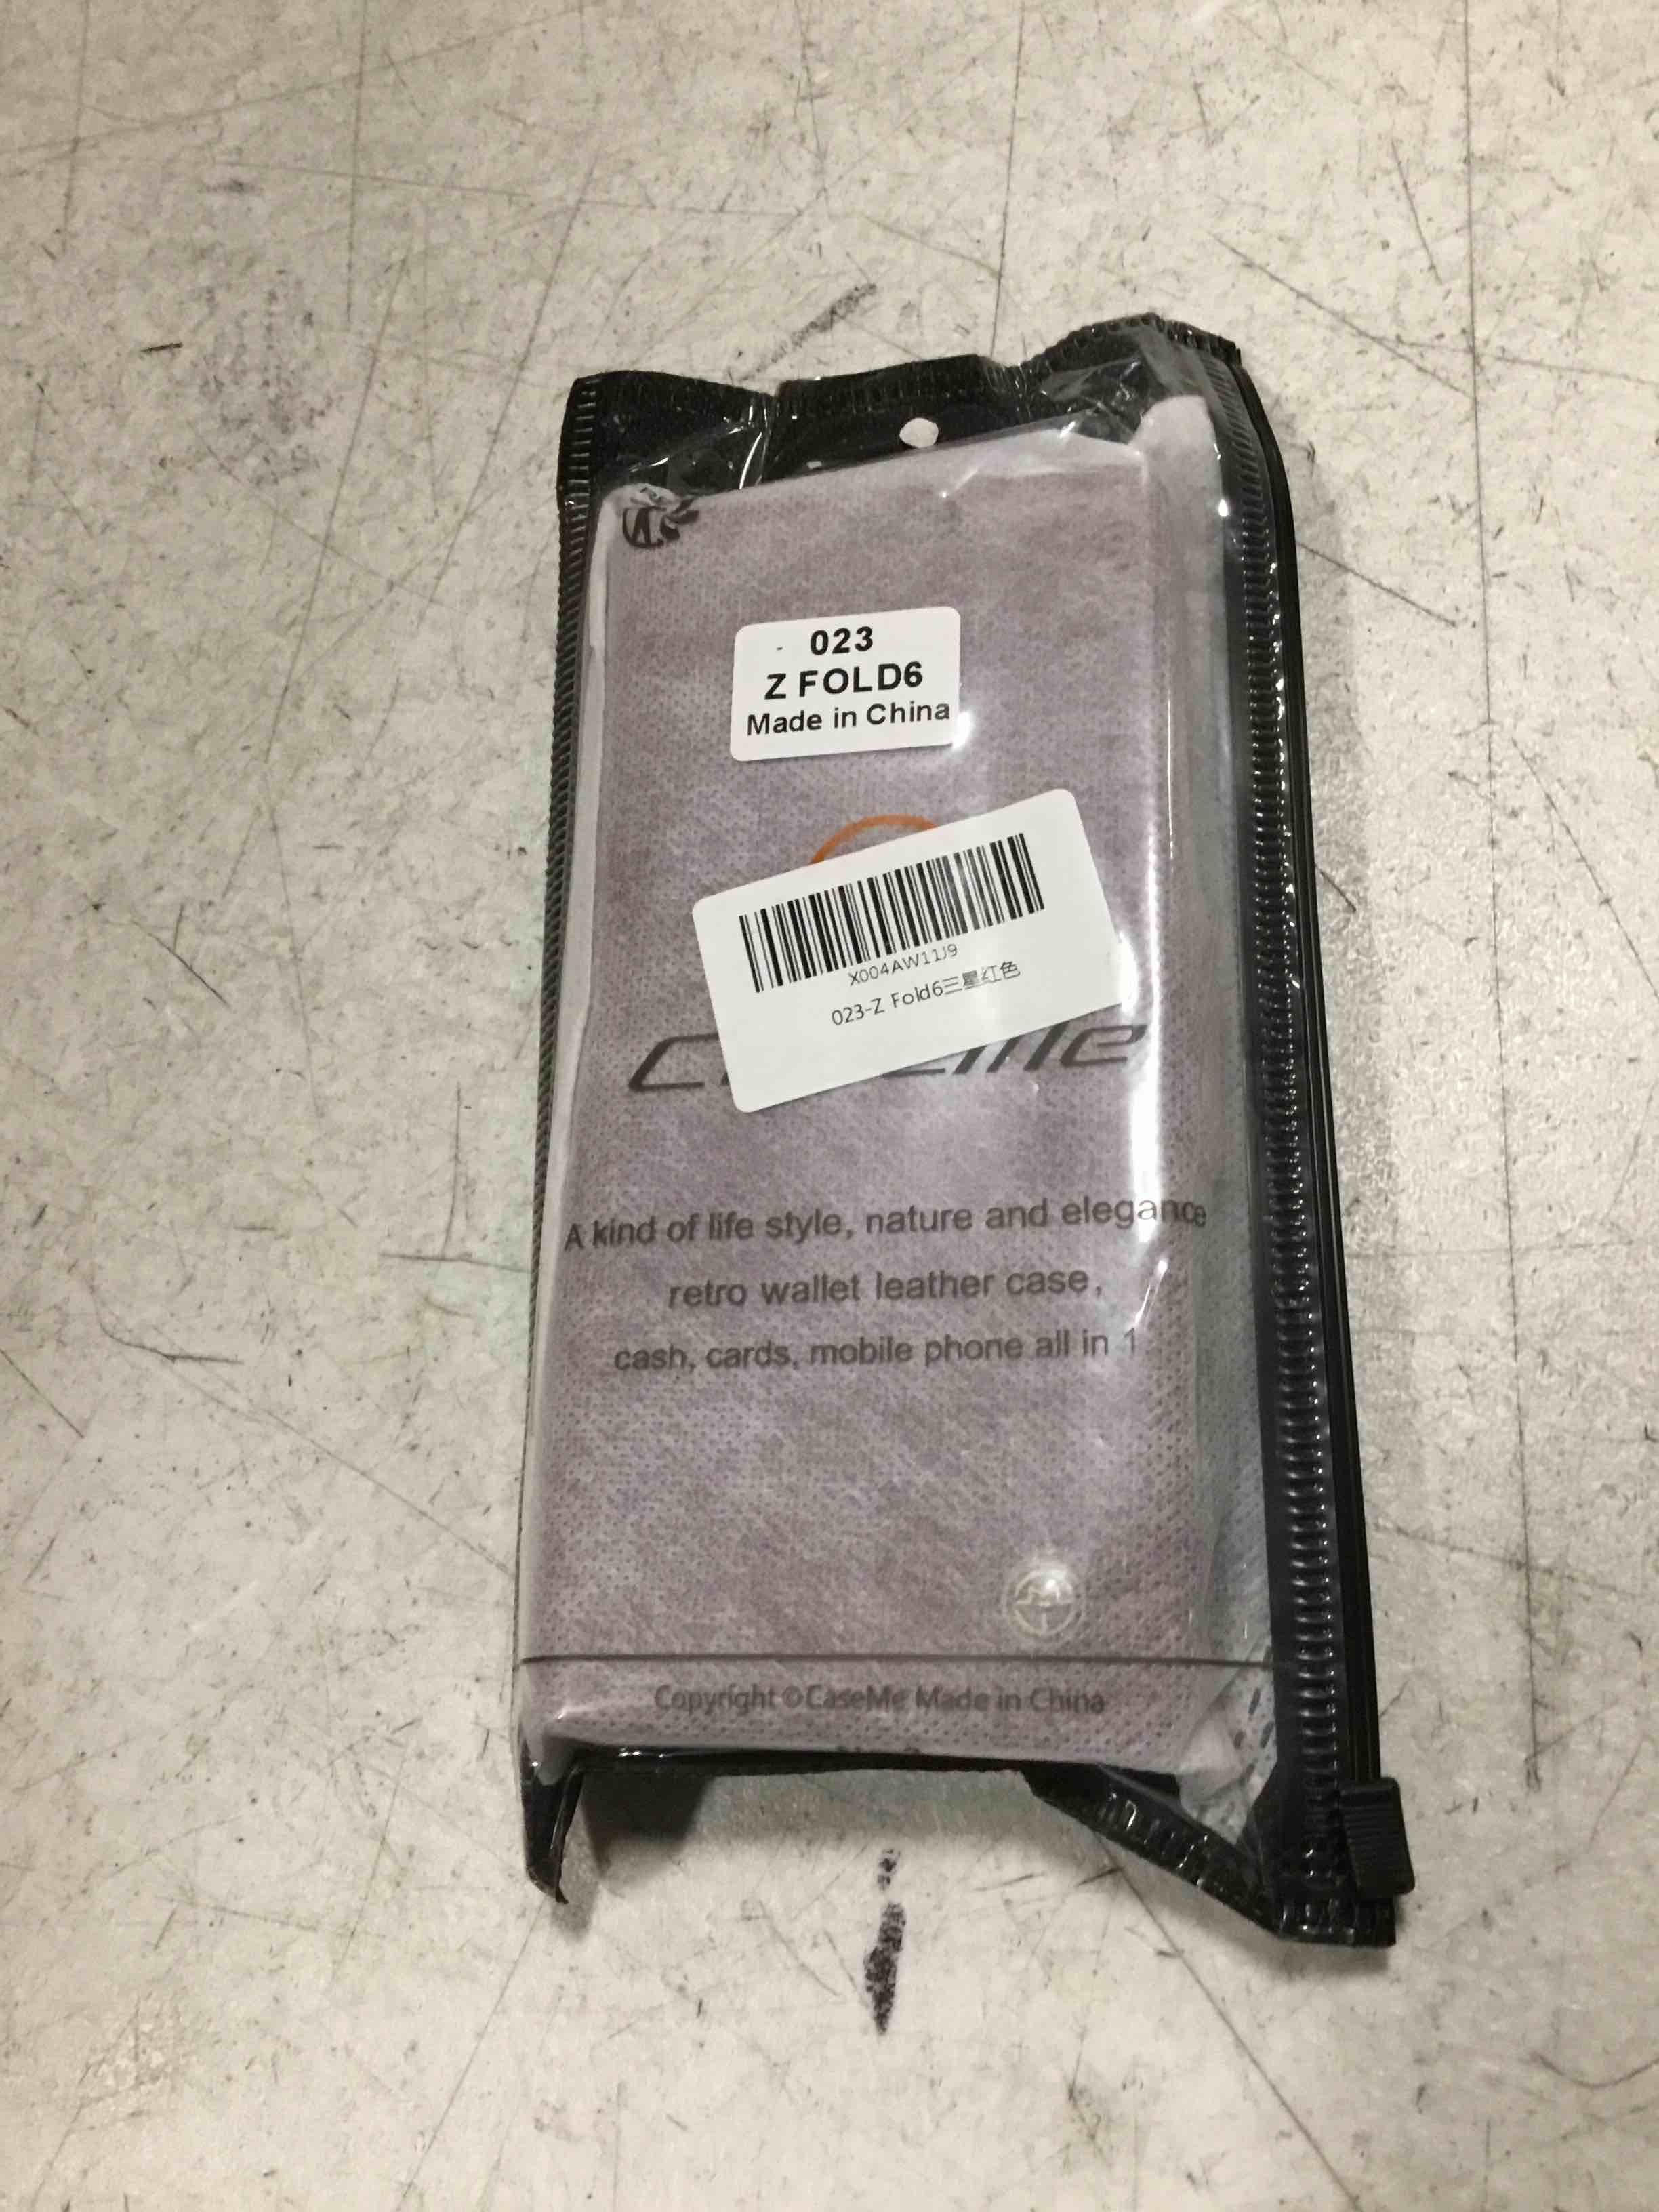 023
Z FOLD6
Made in China
X004AW11J9
023-Z Fold6三星红色
A kind of life style, nature and elegance
retro wallet leather case,
cash, cards, mobile phone all in 1
Copyright ©CaseMe Made in China